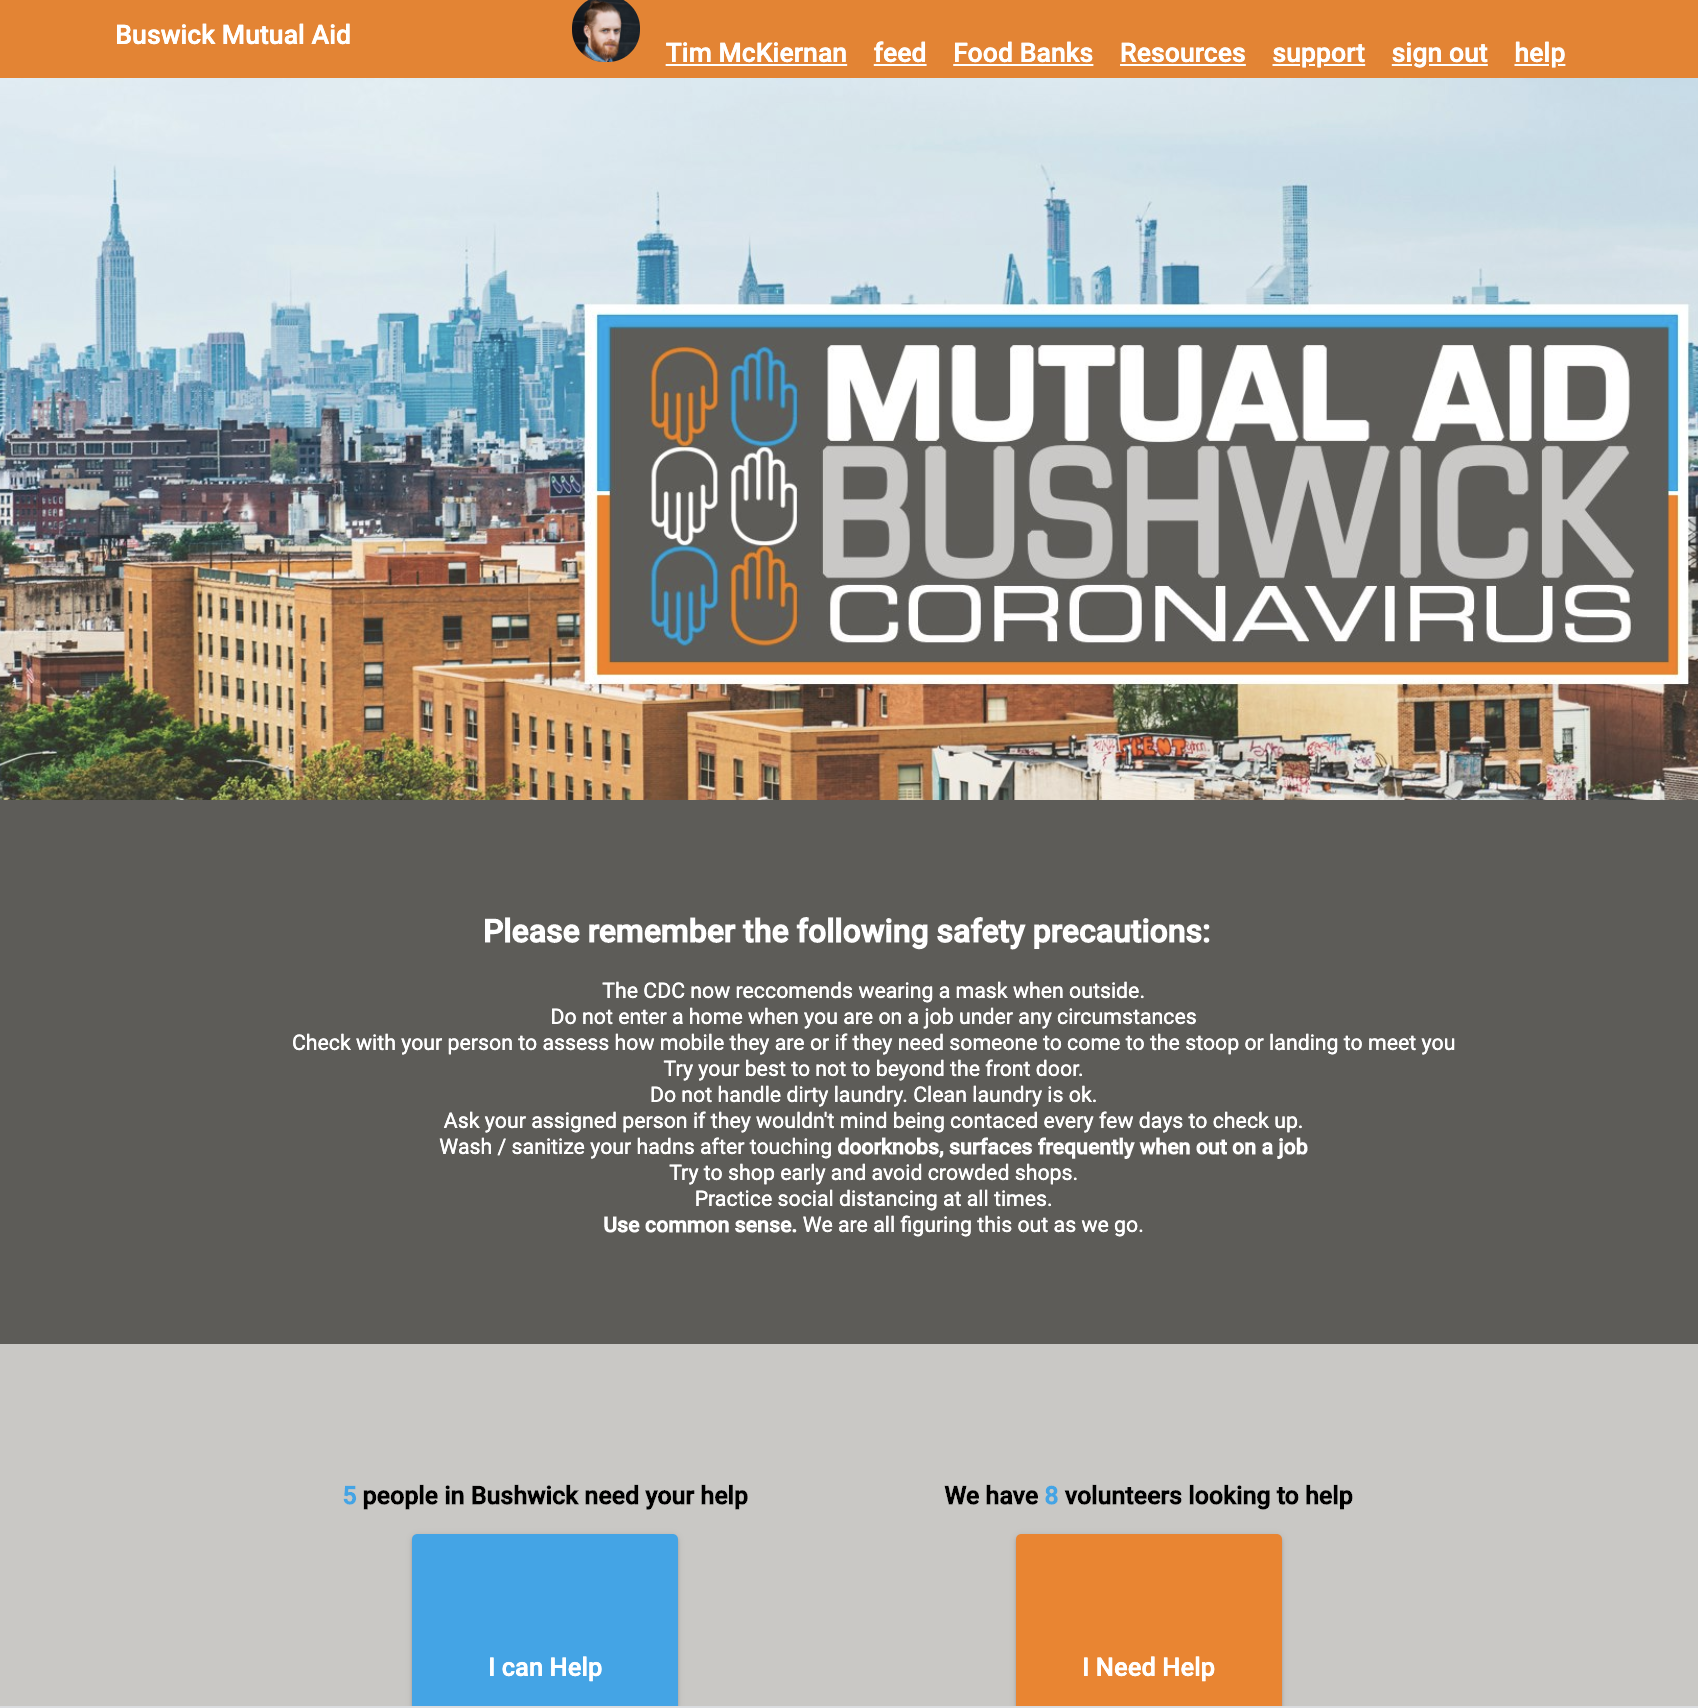 Buswick Mutual Aid
Tim McKiernan feed Food Banks Resources support sign out help
MUTUAL AID
BUSHWICK
CORONAVIRUS
Please remember the following safety precautions:
The CDC now reccomends wearing a mask when outside.
Do not enter a home when you are on a job under any circumstances
Check with your person to assess how mobile they are or if they need someone to come to the stoop or landing to meet you
Try your best to not to beyond the front door.
Do not handle dirty laundry. Clean laundry is ok.
Ask your assigned person if they wouldn't mind being contaced every few days to check up.
Wash / sanitize your hadns after touching doorknobs, surfaces frequently when out on a job
Try to shop early and avoid crowded shops.
Practice social distancing at all times.
Use common sense. We are all figuring this out as we go.
5 people in Bushwick need your help
We have 8 volunteers looking to help
I can Help
I Need Help